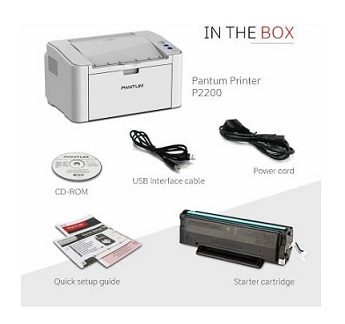 IN THE BOX
Pantum Printer
P2200
PANTUM
PANTUM
CD-ROM
USB interface cable
Power cord
Quick setup guide
Starter cartridge